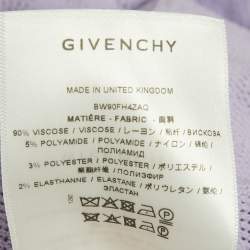 GIVENCHY
MADE IN UNITED KINGDOM
BW90FH4ZAQ
MATIÈRE - FABRIC - 面料
90% VISCOSE / VISCOSE / レーヨン / 粘纤 / ВИСКОЗА
5% POLYAMIDE / POLYAMIDE / ナイロン / 锦纶 /
ПОЛИАМИД
3% POLYESTER / POLYESTER / ポリエステル /
聚酯纤维 / ПОЛИЭФИР
2% ELASTHANNE / ELASTANE / ポリウレタン / 氨纶 /
ЭЛАСТАН